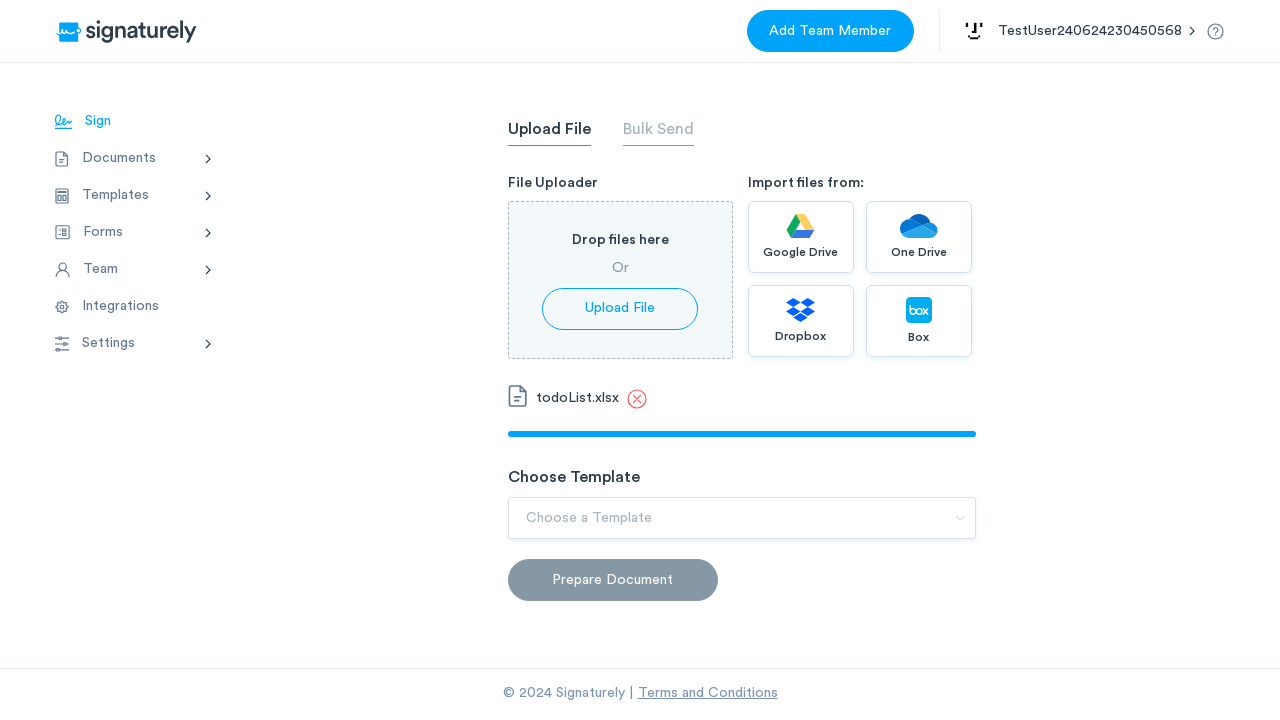 signaturely
Add Team Member
TestUser240624230450568
Sign
Documents
Templates
Forms
Team
Integrations
Settings
Upload File
Bulk Send
File Uploader
Import files from:
Drop files here
Or
Upload File
Google Drive
One Drive
Dropbox
box
Box
todoList.xlsx
Choose Template
Choose a Template
Prepare Document
© 2024 Signaturely | Terms and Conditions